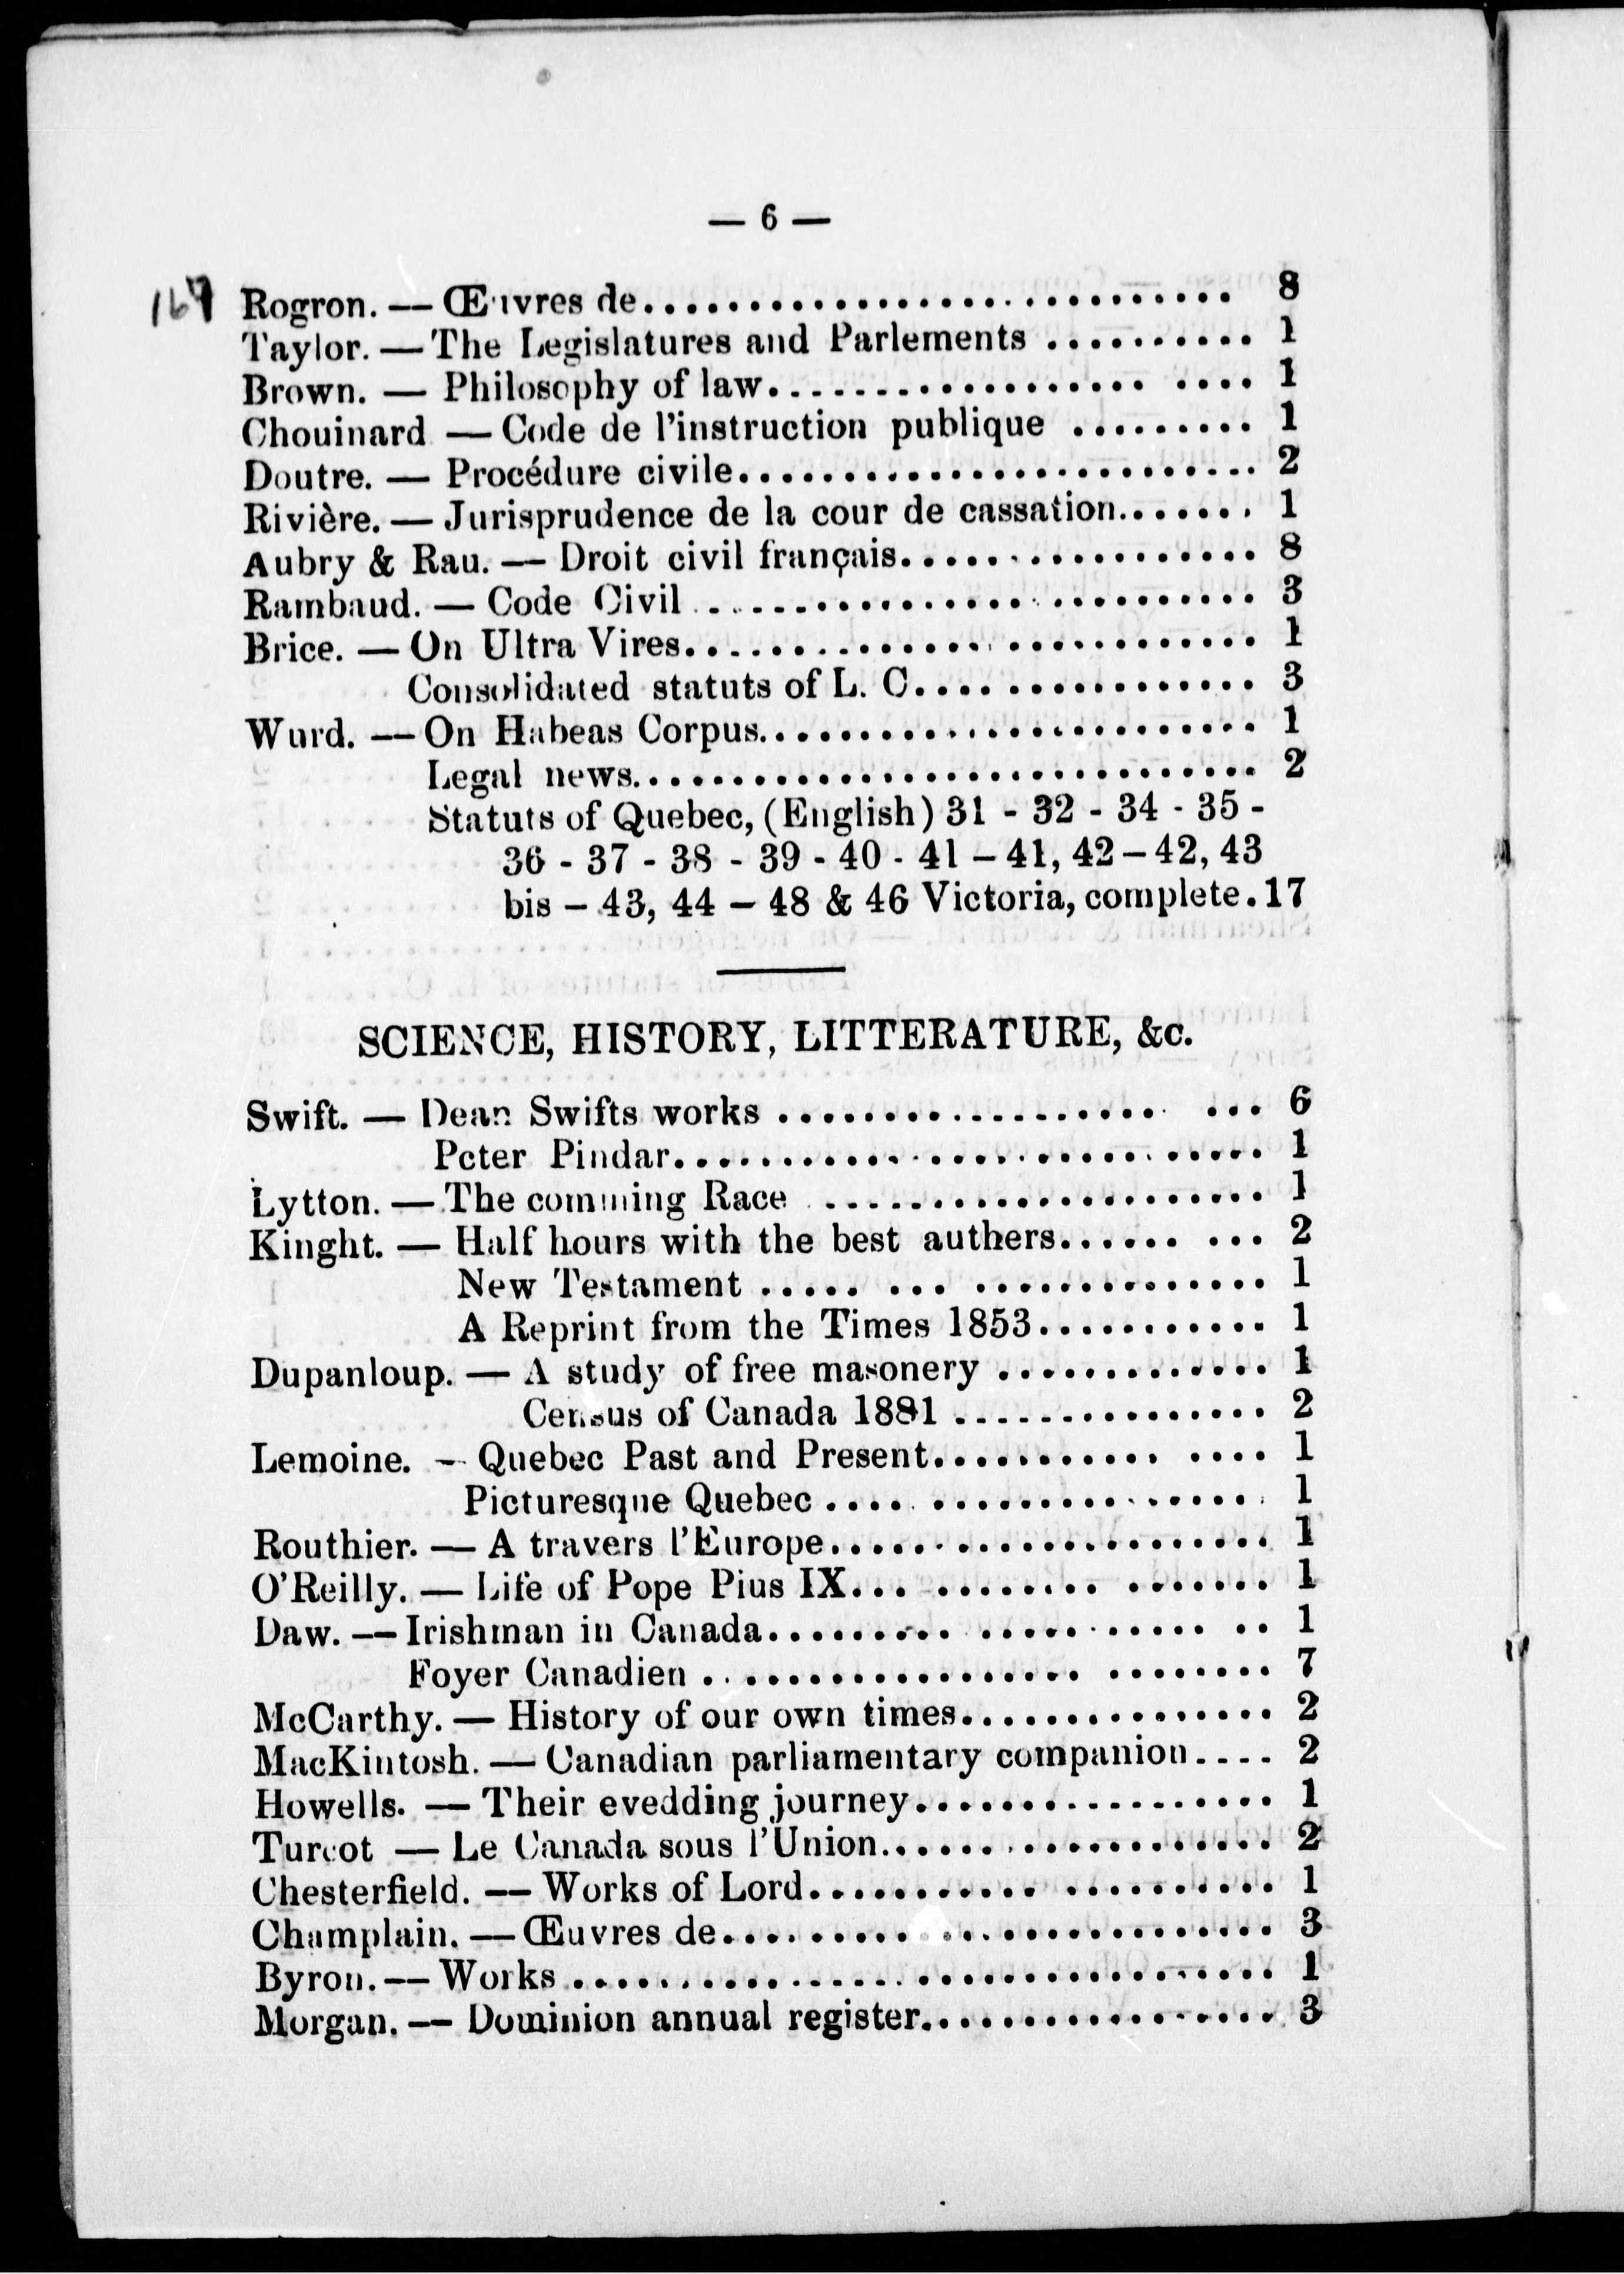 — 6 —
167 Rogron. — Œuvres de............................ 8
Taylor. — The Legislatures and Parlements .......... 1
Brown. — Philosophy of law...................... 1
Chouinard — Code de l'instruction publique ......... 1
Doutre. — Procédure civile......................... 2
Rivière. — Jurisprudence de la cour de cassation....... 1
Aubry & Rau. — Droit civil français................. 8
Rambaud. — Code Civil .......................... 3
Brice. — On Ultra Vires........................... 1
Consolidated statuts of L. C................. 3
Wurd. — On Habeas Corpus........................ 1
Legal news.............................. 2
Statuts of Quebec, (English) 31 - 32 - 34 - 35 -
36 - 37 - 38 - 39 - 40 - 41 – 41, 42 – 42, 43
bis – 43, 44 – 48 & 46 Victoria, complete. 17
SCIENCE, HISTORY, LITTERATURE, &c.
Swift. — Dean Swifts works ..................... 6
Peter Pindar............................ 1
Lytton. — The comming Race ..................... 1
Kinght. — Half hours with the best authers......... 2
New Testament ...................... 1
A Reprint from the Times 1853........... 1
Dupanloup. — A study of free masonery ............. 1
Census of Canada 1881 ............... 2
Lemoine. — Quebec Past and Present............... 1
Picturesque Quebec .................... 1
Routhier. — A travers l'Europe..................... 1
O'Reilly. — Life of Pope Pius IX.................. 1
Daw. — Irishman in Canada....................... 1
Foyer Canadien .......................... 7
McCarthy. — History of our own times............... 2
MacKintosh. — Canadian parliamentary companion.... 2
Howells. — Their evedding journey................. 1
Turcot — Le Canada sous l'Union................... 2
Chesterfield. — Works of Lord..................... 1
Champlain. — Œuvres de.......................... 3
Byron. — Works ................................. 1
Morgan. — Dominion annual register................. 3